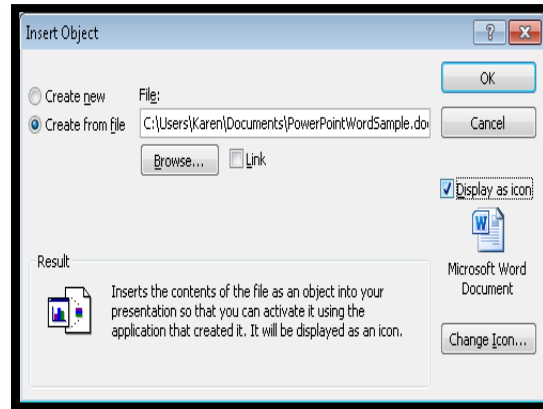 Insert Object
OK
Create new
File:
Create from file
C:\Users\Karen\Documents\PowerPointWordSample.do
Cancel
Browse...
Link
Display as icon
Result
Microsoft Word
Document
Inserts the contents of the file as an object into your
presentation so that you can activate it using the
application that created it. It will be displayed as an icon.
Change Icon...